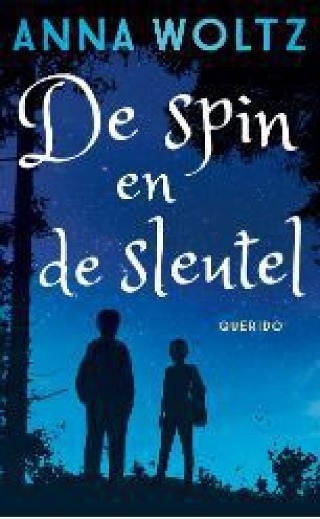 ANNA WOLTZ
De spin
en
de sleutel
QUERIDO